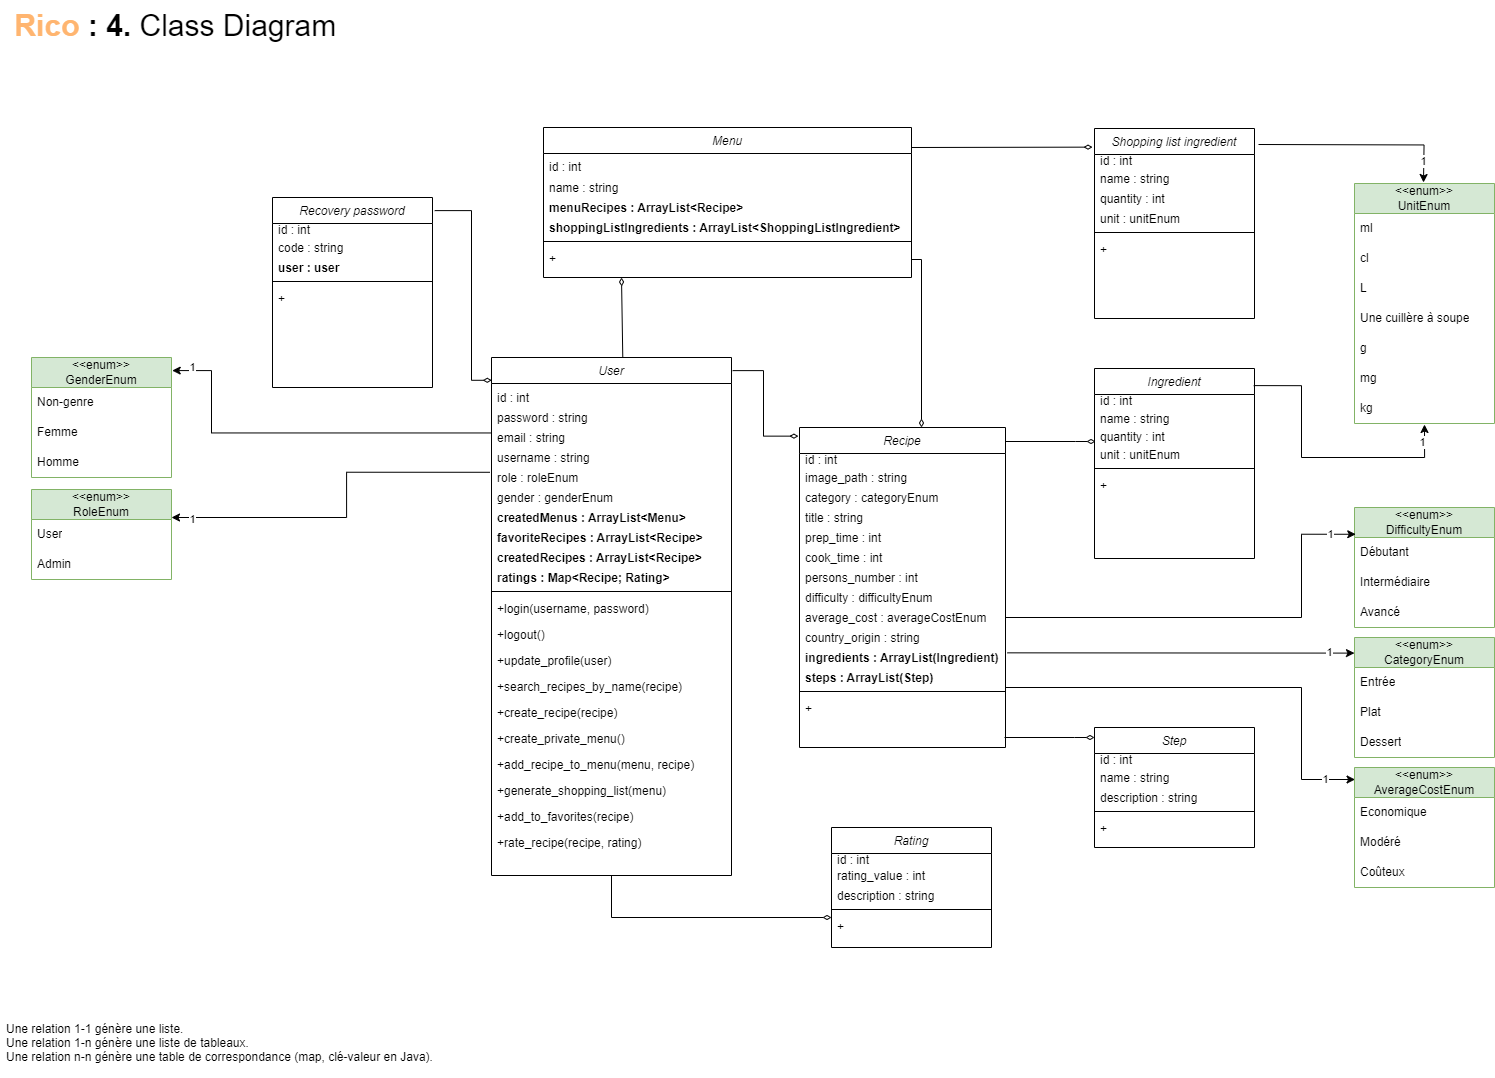 Rico : 4. Class Diagram
Menu
id : int
name : string
menuRecipes : ArrayList<Recipe>
shoppingListIngredients : ArrayList<ShoppingListIngredient>
+
Shopping list ingredient
id : int
name : string
quantity : int
unit : unitEnum
+
1
<<enum>>
UnitEnum
ml
cl
L
Une cuillère à soupe
g
mg
kg
1
Recovery password
id : int
code : string
user : user
+
<<enum>>
GenderEnum
Non-genre
Femme
Homme
1
<<enum>>
RoleEnum
User
Admin
1
User
id : int
password : string
email : string
username : string
role : roleEnum
gender : genderEnum
createdMenus : ArrayList<Menu>
favoriteRecipes : ArrayList<Recipe>
createdRecipes : ArrayList<Recipe>
ratings : Map<Recipe; Rating>
+login(username, password)
+logout()
+update_profile(user)
+search_recipes_by_name(recipe)
+create_recipe(recipe)
+create_private_menu()
+add_recipe_to_menu(menu, recipe)
+generate_shopping_list(menu)
+add_to_favorites(recipe)
+rate_recipe(recipe, rating)
Recipe
id : int
image_path : string
category : categoryEnum
title : string
prep_time : int
cook_time : int
persons_number : int
difficulty : difficultyEnum
average_cost : averageCostEnum
country_origin : string
ingredients : ArrayList(Ingredient)
steps : ArrayList(Step)
+
Ingredient
id : int
name : string
quantity : int
unit : unitEnum
+
1
<<enum>>
DifficultyEnum
Débutant
Intermédiaire
Avancé
1
<<enum>>
CategoryEnum
Entrée
Plat
Dessert
1
<<enum>>
AverageCostEnum
Economique
Modéré
Coûteux
Step
id : int
name : string
description : string
+
Rating
id : int
rating_value : int
description : string
+
Une relation 1-1 génère une liste.
Une relation 1-n génère une liste de tableaux.
Une relation n-n génère une table de correspondance (map, clé-valeur en Java).